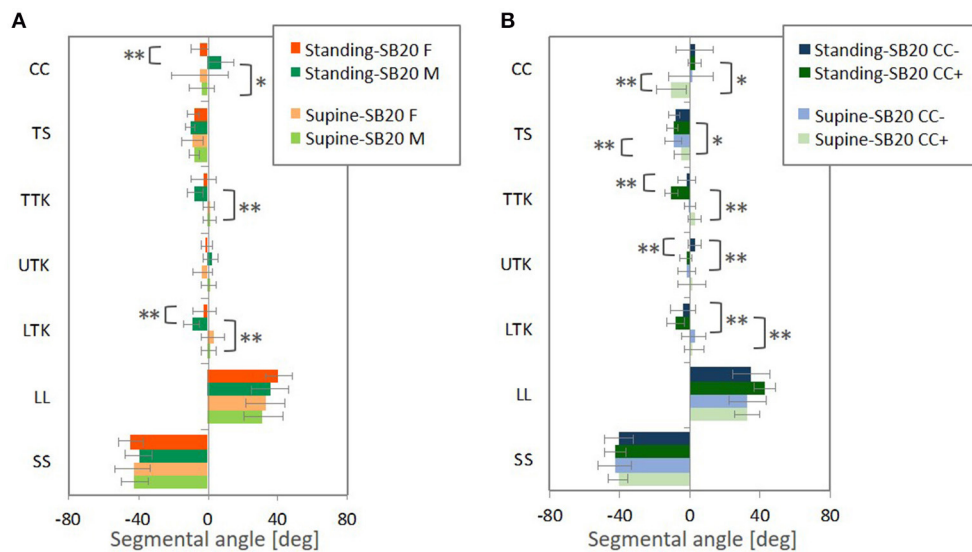 A
Standing-SB20 F
Standing-SB20 M
Supine-SB20 F
Supine-SB20 M
CC
TS
TTK
UTK
LTK
LL
SS
**
*
**
**
**
-80 -40 0 40 80
Segmental angle [deg]
B
Standing-SB20 CC-
Standing-SB20 CC+
Supine-SB20 CC-
Supine-SB20 CC+
CC
TS
TTK
UTK
LTK
LL
SS
**
*
**
*
**
**
**
**
**
**
-80 -40 0 40 80
Segmental angle [deg]